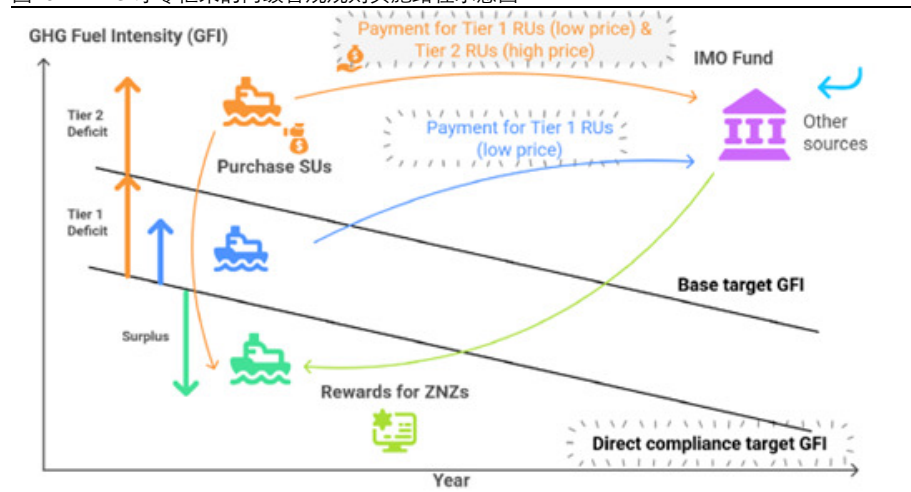 GHG Fuel Intensity (GFI)
Payment for Tier 1 RUs (low price) &
Tier 2 RUs (high price)
IMO Fund
Tier 2
Deficit
Other
sources
Payment for Tier 1 RUs
(low price)
Purchase SUs
Tier 1
Deficit
Base target GFI
Surplus
Rewards for ZNZs
Direct compliance target GFI
Year